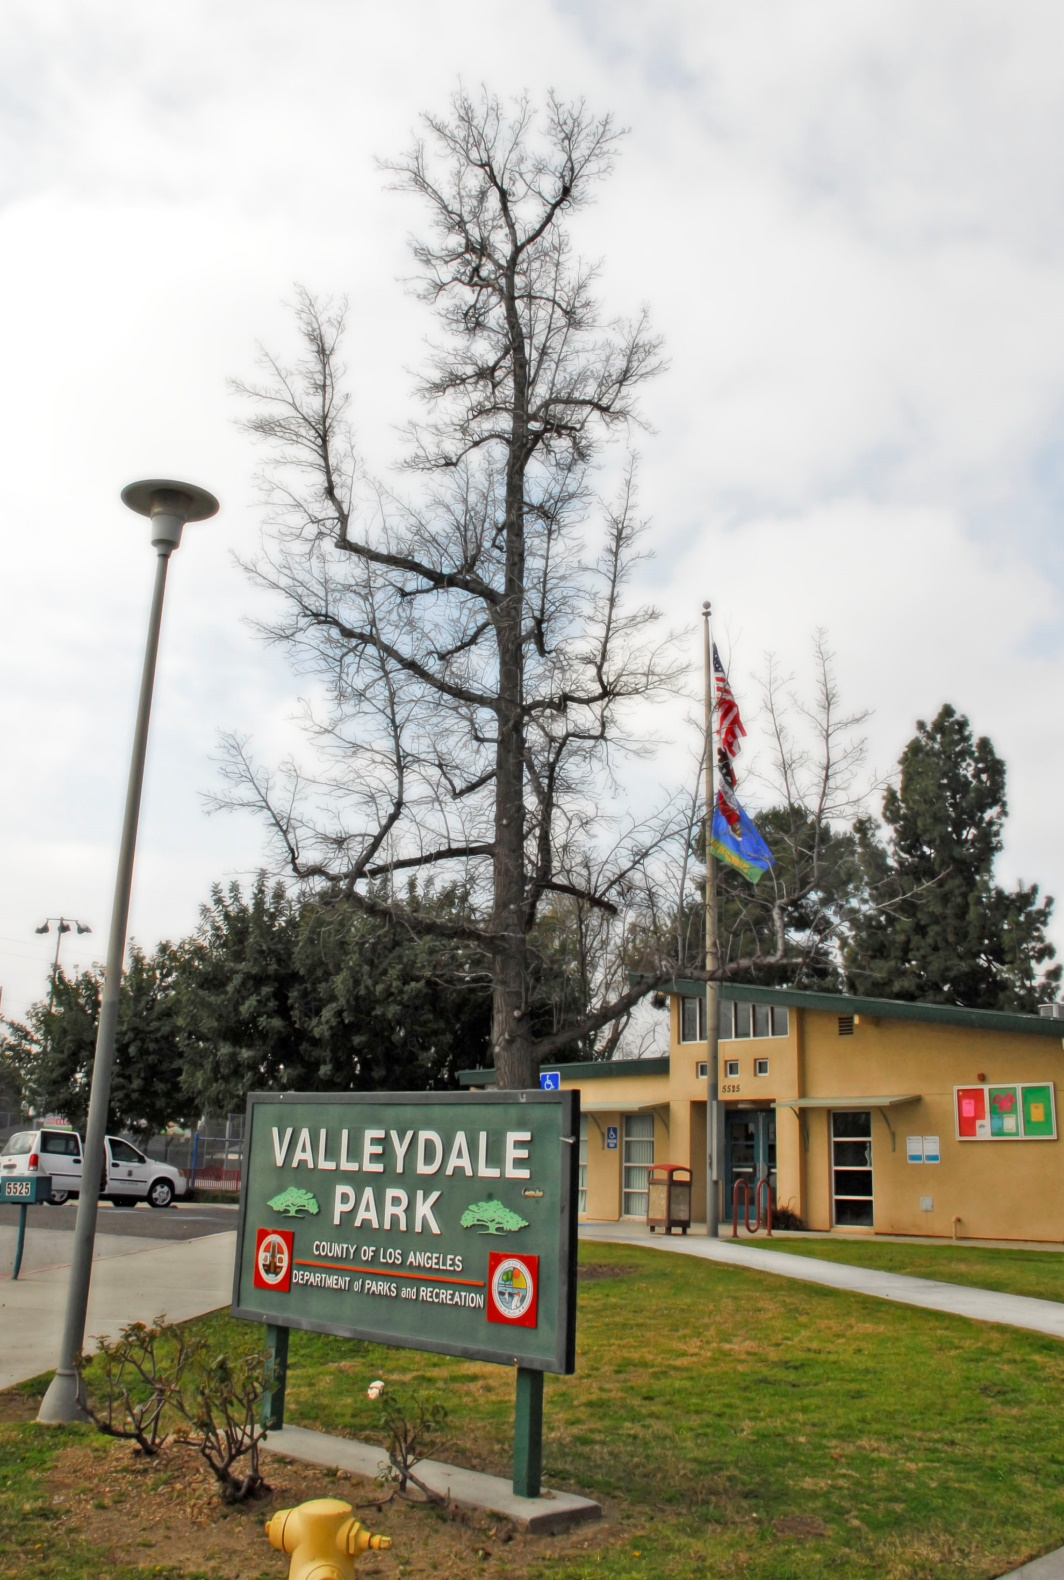 VALLEYDALE
PARK
COUNTY OF LOS ANGELES
DEPARTMENT of PARKS and RECREATION
5525
5525